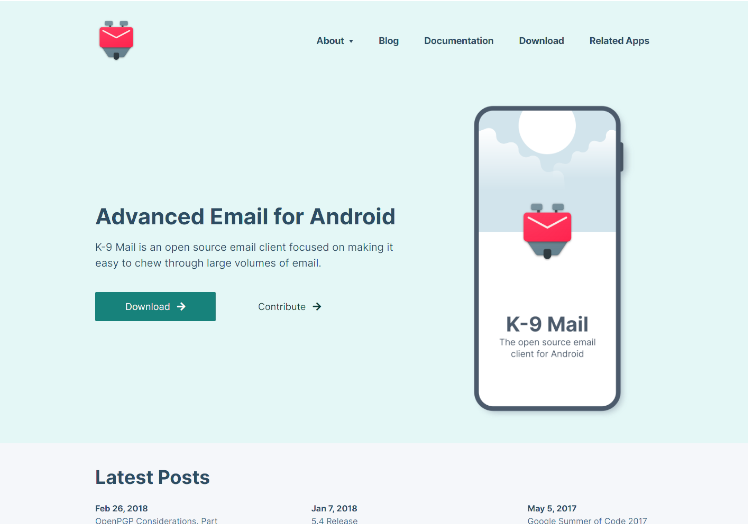 About
Blog
Documentation
Download
Related Apps
Advanced Email for Android
K-9 Mail is an open source email client focused on making it
easy to chew through large volumes of email.
Download
Contribute
K-9 Mail
The open source email
client for Android
Latest Posts
Feb 26, 2018
OpenPGP Considerations, Part
Jan 7, 2018
5.4 Release
May 5, 2017
Google Summer of Code 2017